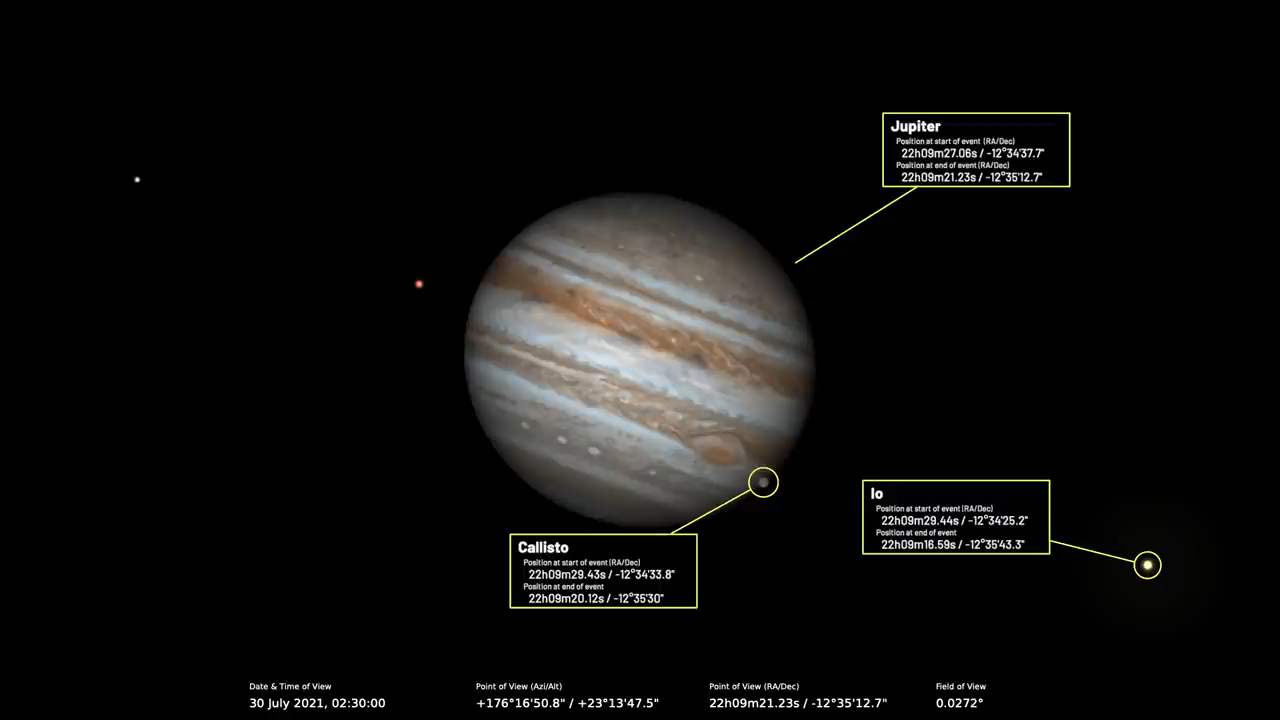 Jupiter
Position at start of event (RA/Dec)
22h09m27.06s / -12°34'37.7"
Position at end of event (RA/Dec)
22h09m21.23s / -12°35'12.7"
Io
Position at start of event (RA/Dec)
22h09m29.44s / -12°34'25.2"
Position at end of event
22h09m16.59s / -12°35'43.3"
Callisto
Position at start of event (RA/Dec)
22h09m29.43s / -12°34'33.8"
Position at end of event
22h09m20.12s / -12°35'30"
Date & Time of View
30 July 2021, 02:30:00
Point of View (Azi/Alt)
+176°16'50.8" / +23°13'47.5"
Point of View (RA/Dec)
22h09m21.23s / -12°35'12.7"
Field of View
0.0272°